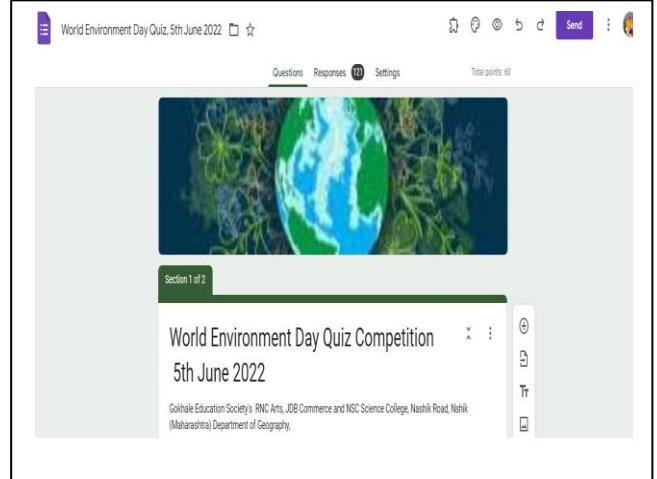 World Environment Day Quiz, 5th June 2022
Send
Questions Responses 121 Settings
Total points: 60
Section 1 of 2
World Environment Day Quiz Competition
5th June 2022
Gokhale Education Society's RNC Arts, JDB Commerce and NSC Science College, Nashik Road, Nshik
(Maharashtra) Department of Geography,
Tт